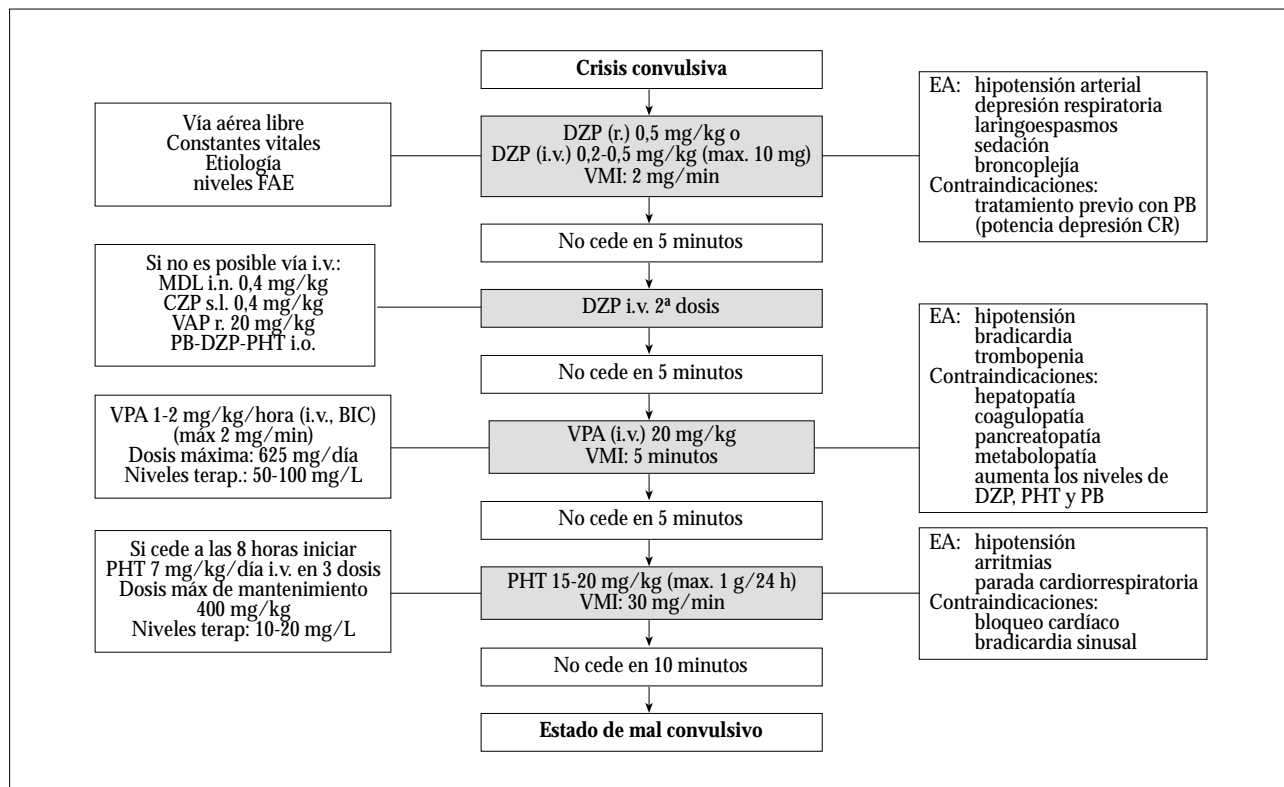 Crisis convulsiva
Vía aérea libre
Constantes vitales
Etiología
niveles FAE
DZP (r.) 0,5 mg/kg o
DZP (i.v.) 0,2-0,5 mg/kg (max. 10 mg)
VMI: 2 mg/min
EA: hipotensión arterial
depresión respiratoria
laringoespasmos
sedación
broncoplejía
Contraindicaciones:
tratamiento previo con PB
(potencia depresión CR)
No cede en 5 minutos
Si no es posible vía i.v.:
MDL i.n. 0,4 mg/kg
CZP s.l. 0,4 mg/kg
VAP r. 20 mg/kg
PB-DZP-PHT i.o.
DZP i.v. 2ª dosis
No cede en 5 minutos
VPA 1-2 mg/kg/hora (i.v., BIC)
(máx 2 mg/min)
Dosis máxima: 625 mg/día
Niveles terap.: 50-100 mg/L
VPA (i.v.) 20 mg/kg
VMI: 5 minutos
EA: hipotensión
bradicardia
trombopenia
Contraindicaciones:
hepatopatía
coagulopatía
pancreatopatía
metabolopatía
aumenta los niveles de
DZP, PHT y PB
No cede en 5 minutos
Si cede a las 8 horas iniciar
PHT 7 mg/kg/día i.v. en 3 dosis
Dosis máx de mantenimiento
400 mg/kg
Niveles terap: 10-20 mg/L
PHT 15-20 mg/kg (max. 1 g/24 h)
VMI: 30 mg/min
EA: hipotensión
arritmias
parada cardiorrespiratoria
Contraindicaciones:
bloqueo cardíaco
bradicardia sinusal
No cede en 10 minutos
Estado de mal convulsivo